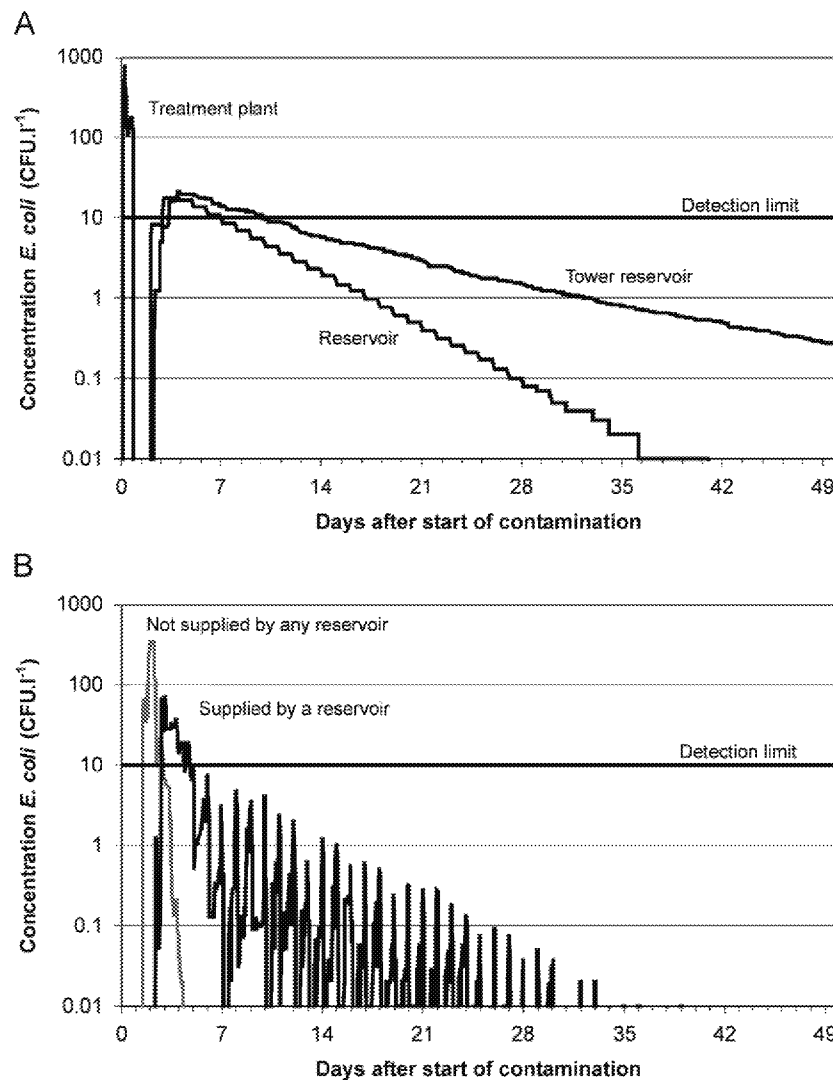 A
1000
Treatment plant
100
Detection limit
10
Tower reservoir
1
Reservoir
0.1
0.01
0 7 14 21 28 35 42 49
Concentration E. coli (CFU.l⁻¹)
Days after start of contamination
B
1000
Not supplied by any reservoir
100
Supplied by a reservoir
Detection limit
10
1
0.1
0.01
0 7 14 21 28 35 42 49
Concentration E. coli (CFU.l⁻¹)
Days after start of contamination